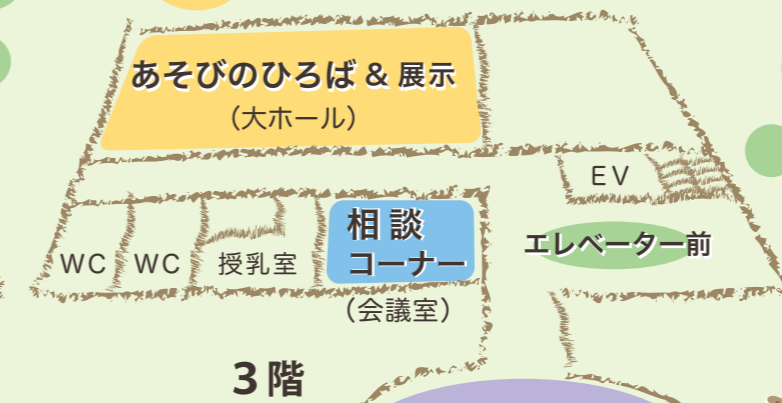 あそびのひろば & 展示
（大ホール）
EV
相談
コーナー
エレベーター前
WC
WC
授乳室
（会議室）
3階